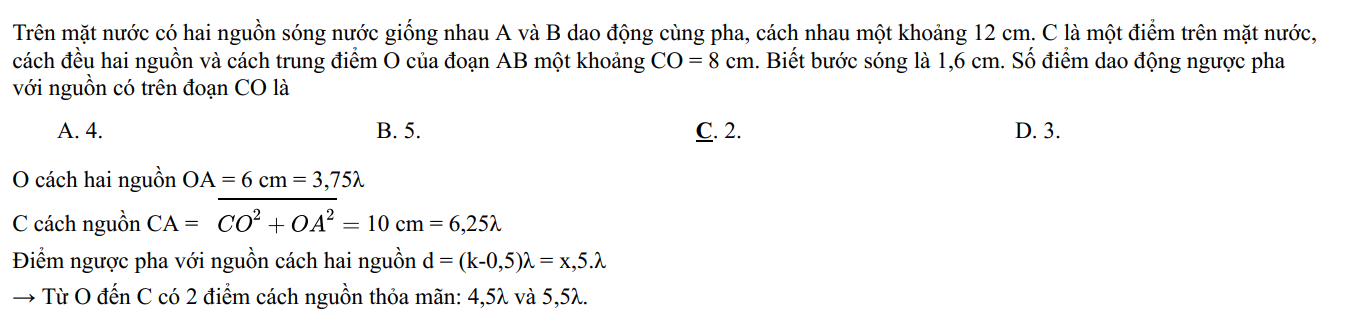 Trên mặt nước có hai nguồn sóng nước giống nhau A và B dao động cùng pha, cách nhau một khoảng 12 cm. C là một điểm trên mặt nước,
cách đều hai nguồn và cách trung điểm O của đoạn AB một khoảng CO = 8 cm. Biết bước sóng là 1,6 cm. Số điểm dao động ngược pha
với nguồn có trên đoạn CO là
A. 4. B. 5. C. 2. D. 3.
O cách hai nguồn OA = 6 cm = 3,75λ
C cách nguồn CA = \overline{CO² + OA²} = 10 cm = 6,25λ
Điểm ngược pha với nguồn cách hai nguồn d = (k-0,5)λ = x,5.λ
→ Từ O đến C có 2 điểm cách nguồn thỏa mãn: 4,5λ và 5,5λ.